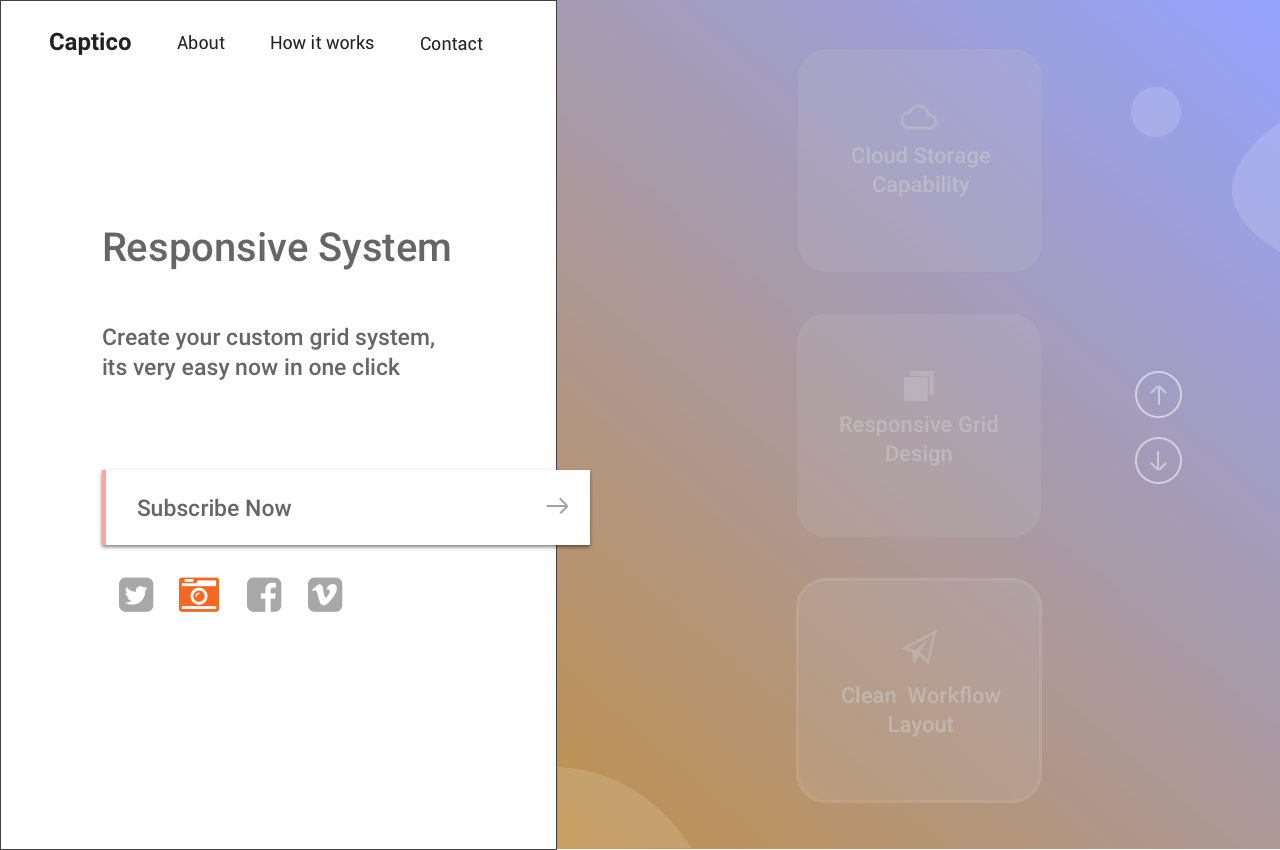 Captico
About
How it works
Contact
Responsive System
Create your custom grid system,
its very easy now in one click
Subscribe Now
Cloud Storage
Capability
Responsive Grid
Design
Clean  Workflow
Layout